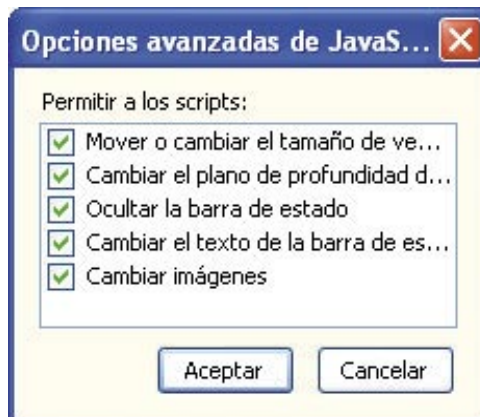 Opciones avanzadas de JavaS...
Permitir a los scripts:
Mover o cambiar el tamaño de ve...
Cambiar el plano de profundidad d...
Ocultar la barra de estado
Cambiar el texto de la barra de es...
Cambiar imágenes
Aceptar Cancelar